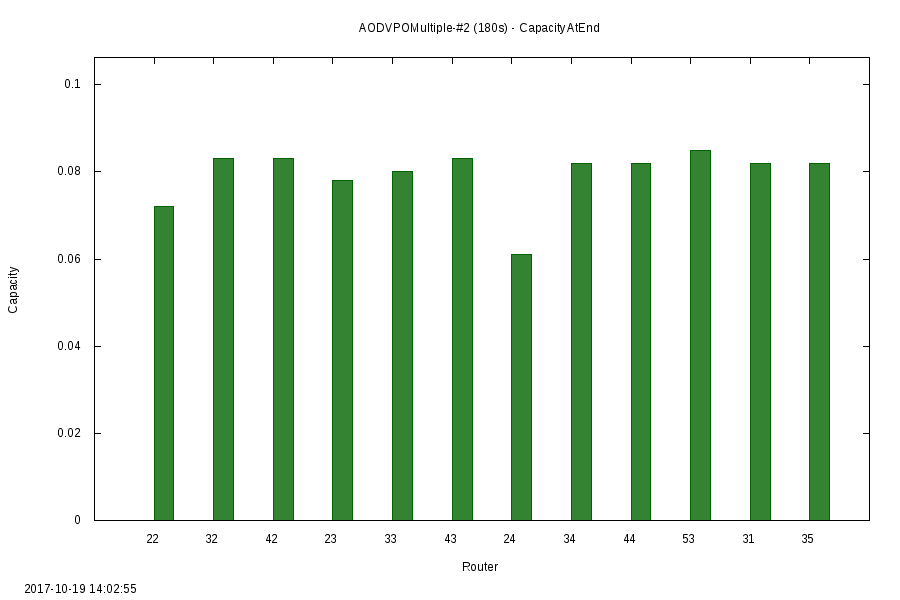 AODVPOMultiple-#2 (180s) - CapacityAtEnd
0.1
0.08
0.06
0.04
0.02
0
Capacity
22 32 42 23 33 43 24 34 44 53 31 35
Router
2017-10-19 14:02:55